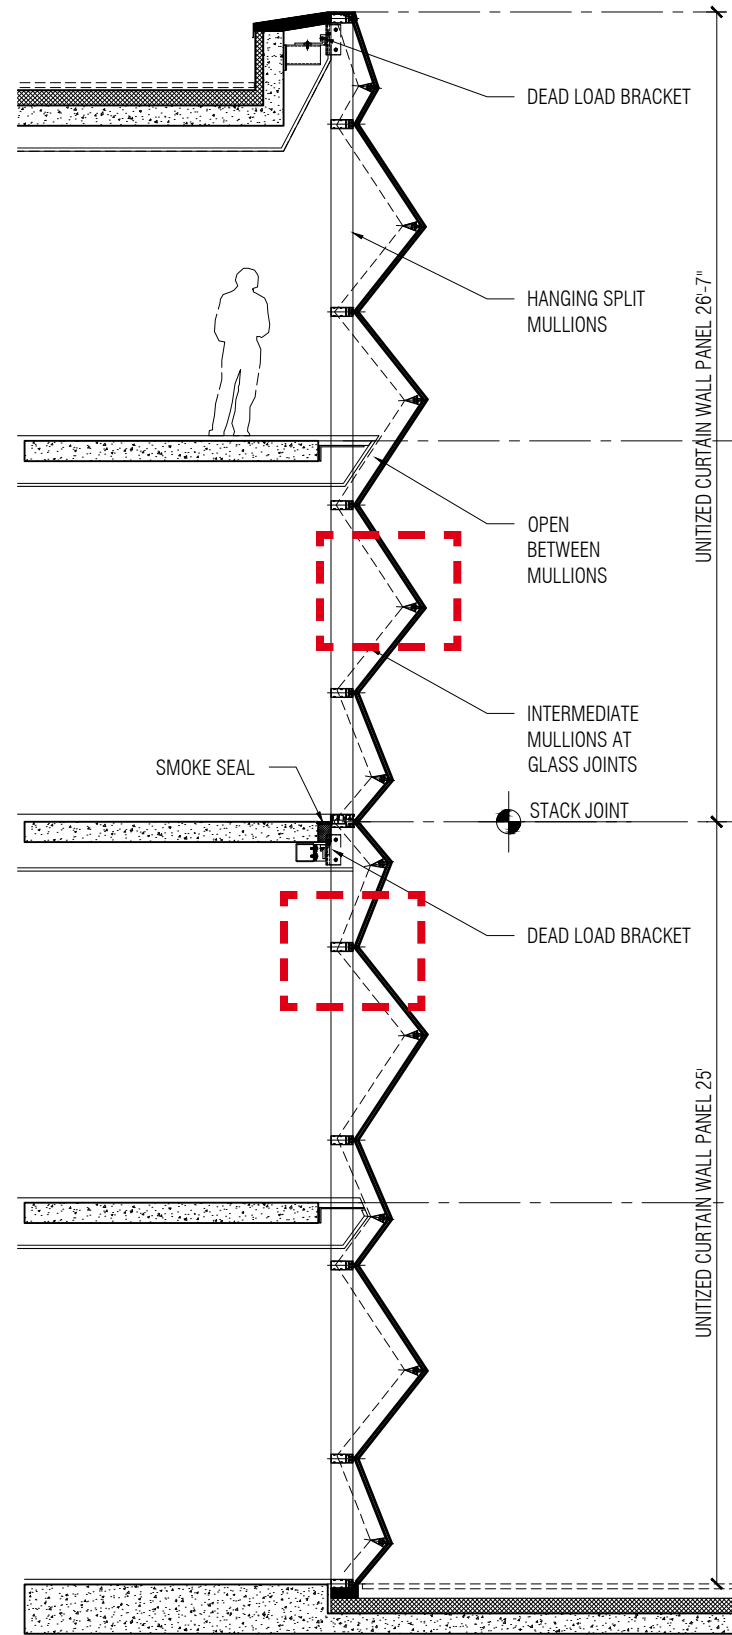 DEAD LOAD BRACKET
HANGING SPLIT
MULLIONS
UNITIZED CURTAIN WALL PANEL 26'-7"
OPEN
BETWEEN
MULLIONS
INTERMEDIATE
MULLIONS AT
GLASS JOINTS
SMOKE SEAL
STACK JOINT
DEAD LOAD BRACKET
UNITIZED CURTAIN WALL PANEL 25'